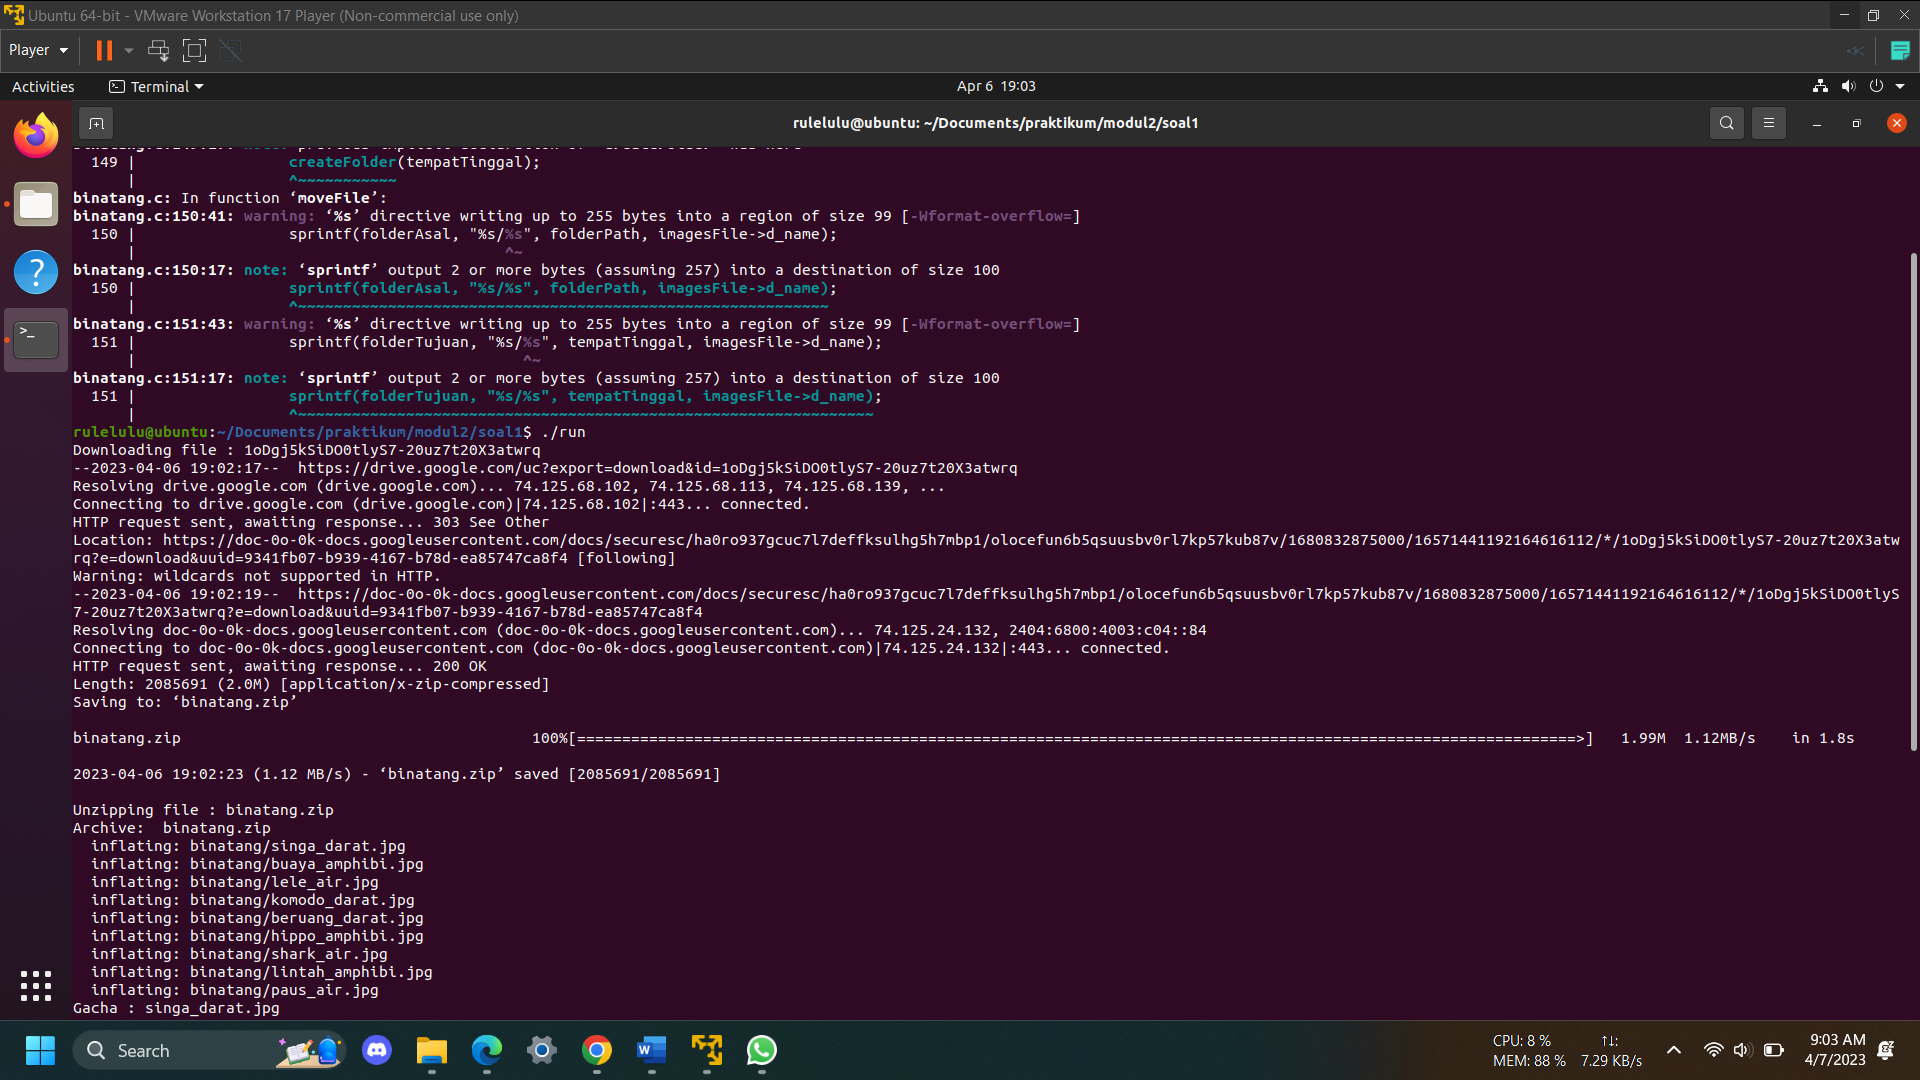 Ubuntu 64-bit - VMware Workstation 17 Player (Non-commercial use only)
Player
Activities
Terminal
Apr 6 19:03
rulelulu@ubuntu: ~/Documents/praktikum/modul2/soal1
149 | createFolder(tempatTinggal);
| ^~~~~~~~~~~~
binatang.c: In function ‘moveFile’:
binatang.c:150:41: warning: ‘%s’ directive writing up to 255 bytes into a region of size 99 [-Wformat-overflow=]
150 | sprintf(folderAsal, "%s/%s", folderPath, imagesFile->d_name);
| ^~
binatang.c:150:17: note: ‘sprintf’ output 2 or more bytes (assuming 257) into a destination of size 100
150 | sprintf(folderAsal, "%s/%s", folderPath, imagesFile->d_name);
| ^~~~~~~~~~~~~~~~~~~~~~~~~~~~~~~~~~~~~~~~~~~~~~~~~~~~~~~~~~~~
binatang.c:151:43: warning: ‘%s’ directive writing up to 255 bytes into a region of size 99 [-Wformat-overflow=]
151 | sprintf(folderTujuan, "%s/%s", tempatTinggal, imagesFile->d_name);
| ^~
binatang.c:151:17: note: ‘sprintf’ output 2 or more bytes (assuming 257) into a destination of size 100
151 | sprintf(folderTujuan, "%s/%s", tempatTinggal, imagesFile->d_name);
| ^~~~~~~~~~~~~~~~~~~~~~~~~~~~~~~~~~~~~~~~~~~~~~~~~~~~~~~~~~~~~~~~~
rulelulu@ubuntu:~/Documents/praktikum/modul2/soal1$ ./run
Downloading file : 1oDgj5kSiDO0tlyS7-20uz7t20X3atwrq
--2023-04-06 19:02:17-- https://drive.google.com/uc?export=download&id=1oDgj5kSiDO0tlyS7-20uz7t20X3atwrq
Resolving drive.google.com (drive.google.com)... 74.125.68.102, 74.125.68.113, 74.125.68.139, ...
Connecting to drive.google.com (drive.google.com)|74.125.68.102|:443... connected.
HTTP request sent, awaiting response... 303 See Other
Location: https://doc-0o-0k-docs.googleusercontent.com/docs/securesc/ha0ro937gcuc7l7deffksulhg5h7mbp1/olocefun6b5qsuusbv0rl7kp57kub87v/1680832875000/16571441192164616112/*/1oDgj5kSiDO0tlyS7-20uz7t20X3atw
rq?e=download&uuid=9341fb07-b939-4167-b78d-ea85747ca8f4 [following]
Warning: wildcards not supported in HTTP.
--2023-04-06 19:02:19-- https://doc-0o-0k-docs.googleusercontent.com/docs/securesc/ha0ro937gcuc7l7deffksulhg5h7mbp1/olocefun6b5qsuusbv0rl7kp57kub87v/1680832875000/16571441192164616112/*/1oDgj5kSiDO0tlyS
7-20uz7t20X3atwrq?e=download&uuid=9341fb07-b939-4167-b78d-ea85747ca8f4
Resolving doc-0o-0k-docs.googleusercontent.com (doc-0o-0k-docs.googleusercontent.com)... 74.125.24.132, 2404:6800:4003:c04::84
Connecting to doc-0o-0k-docs.googleusercontent.com (doc-0o-0k-docs.googleusercontent.com)|74.125.24.132|:443... connected.
HTTP request sent, awaiting response... 200 OK
Length: 2085691 (2.0M) [application/x-zip-compressed]
Saving to: ‘binatang.zip’
binatang.zip 100%[===============================================================================================================>] 1.99M 1.12MB/s in 1.8s
2023-04-06 19:02:23 (1.12 MB/s) - ‘binatang.zip’ saved [2085691/2085691]
Unzipping file : binatang.zip
Archive: binatang.zip
inflating: binatang/singa_darat.jpg
inflating: binatang/buaya_amphibi.jpg
inflating: binatang/lele_air.jpg
inflating: binatang/komodo_darat.jpg
inflating: binatang/beruang_darat.jpg
inflating: binatang/hippo_amphibi.jpg
inflating: binatang/shark_air.jpg
inflating: binatang/lintah_amphibi.jpg
inflating: binatang/paus_air.jpg
Gacha : singa_darat.jpg
Search
CPU: 8 %
MEM: 88 %
↑↓:
7.29 KB/s
9:03 AM
4/7/2023